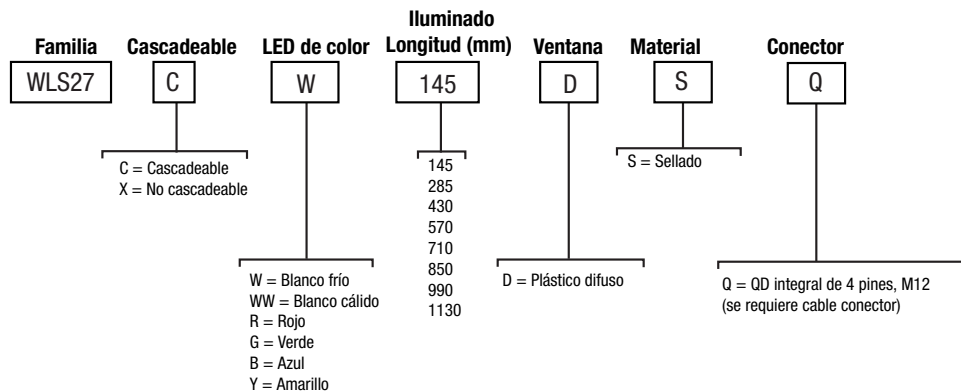 Familia
Cascadeable
LED de color
Iluminado
Longitud (mm)
Ventana
Material
Conector
WLS27
C
W
145
D
S
Q
C = Cascadeable
X = No cascadeable
W = Blanco frío
WW = Blanco cálido
R = Rojo
G = Verde
B = Azul
Y = Amarillo
145
285
430
570
710
850
990
1130
D = Plástico difuso
S = Sellado
Q = QD integral de 4 pines, M12
(se requiere cable conector)